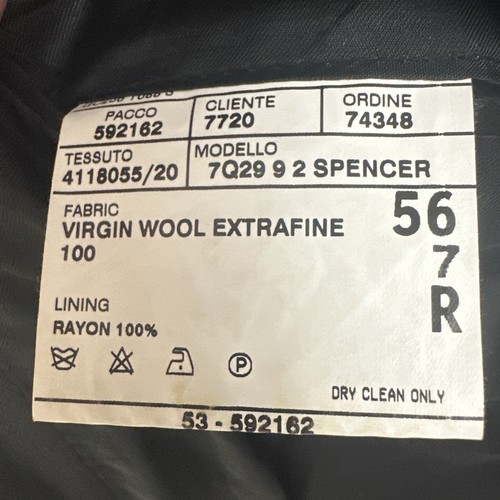 PACCO
592162
CLIENTE
7720
ORDINE
74348
TESSUTO
4118055/20
MODELLO
7Q29 9 2 SPENCER
FABRIC
VIRGIN WOOL EXTRAFINE
100
56
7
R
LINING
RAYON 100%
P
DRY CLEAN ONLY
53 - 592162